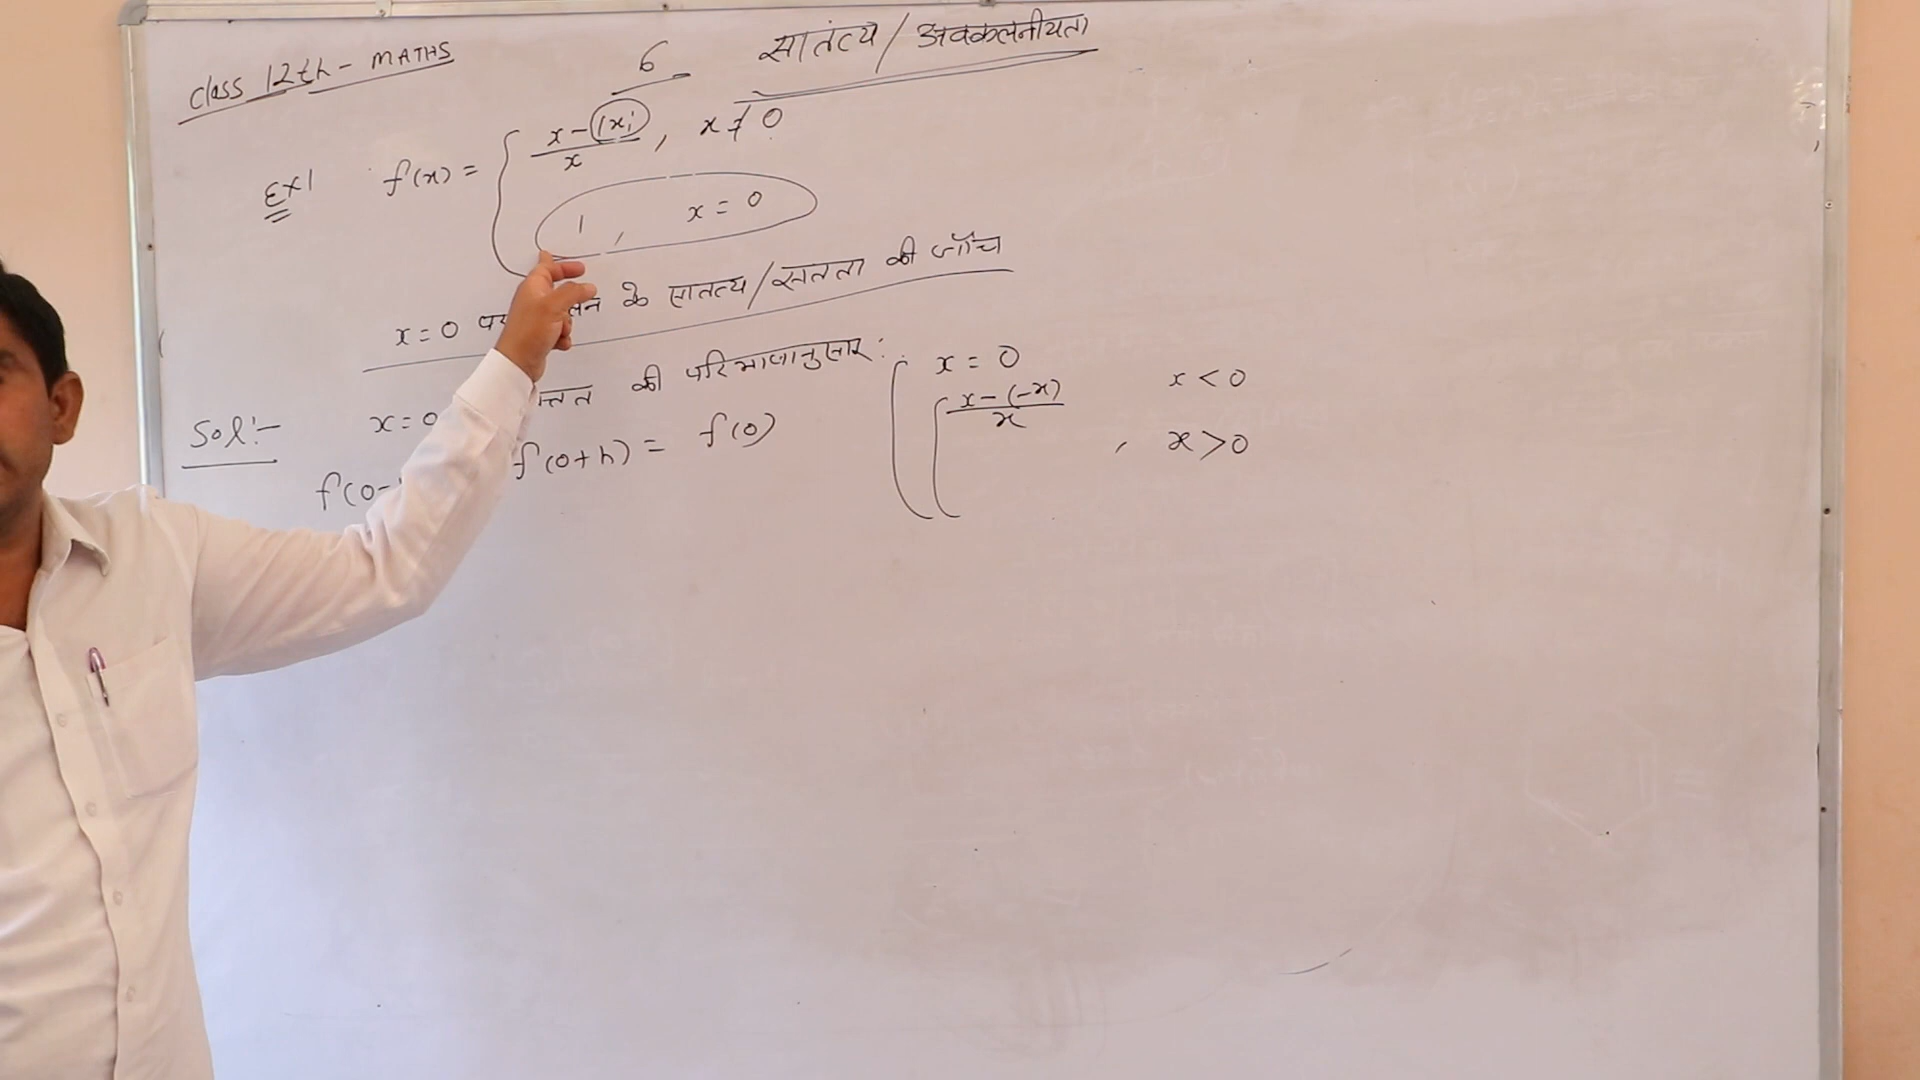 Class 12th - MATHS
6 सातंत्य / अवकलनीयता
Ex1 f(x) = { x-|x| / x , x ≠ 0
1 , x = 0
x = 0 पर के सातत्य / सतता की जाँच
Sol:- x = 0 की परिभाषानुसार :
f(0- f(0+h) = f(0)
x = 0
x-(-x) / x x < 0
, x > 0